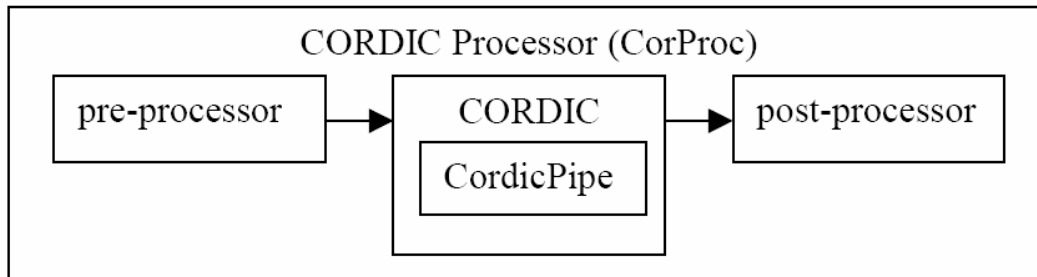 CORDIC Processor (CorProc)
pre-processor
CORDIC
CordicPipe
post-processor